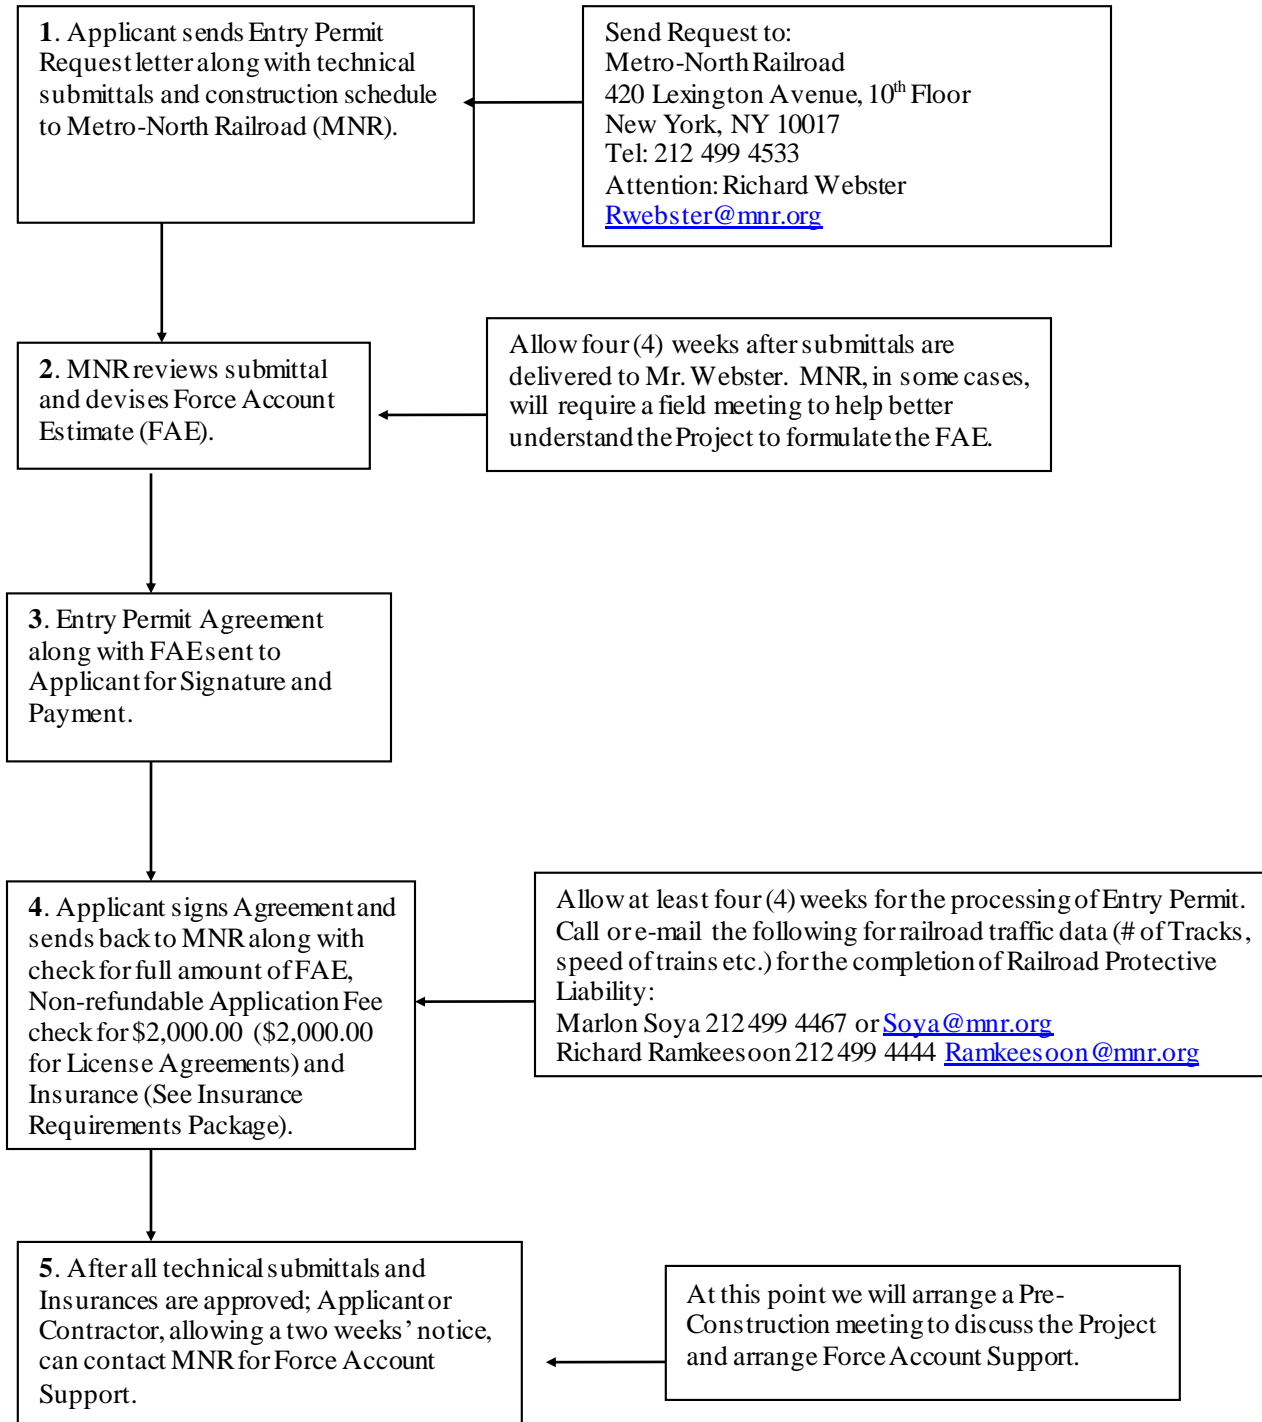 1. Applicant sends Entry Permit
Request letter along with technical
submittals and construction schedule
to Metro-North Railroad (MNR).
Send Request to:
Metro-North Railroad
420 Lexington Avenue, 10th Floor
New York, NY 10017
Tel: 212 499 4533
Attention: Richard Webster
Rwebster@mnr.org
2. MNR reviews submittal
and devises Force Account
Estimate (FAE).
Allow four (4) weeks after submittals are
delivered to Mr. Webster. MNR, in some cases,
will require a field meeting to help better
understand the Project to formulate the FAE.
3. Entry Permit Agreement
along with FAE sent to
Applicant for Signature and
Payment.
4. Applicant signs Agreement and
sends back to MNR along with
check for full amount of FAE,
Non-refundable Application Fee
check for $2,000.00 ($2,000.00
for License Agreements) and
Insurance (See Insurance
Requirements Package).
Allow at least four (4) weeks for the processing of Entry Permit.
Call or e-mail the following for railroad traffic data (# of Tracks,
speed of trains etc.) for the completion of Railroad Protective
Liability:
Marlon Soya 212 499 4467 or Soya@mnr.org
Richard Ramkeesoon 212 499 4444 Ramkeesoon@mnr.org
5. After all technical submittals and
Insurances are approved; Applicant or
Contractor, allowing a two weeks' notice,
can contact MNR for Force Account
Support.
At this point we will arrange a Pre-
Construction meeting to discuss the Project
and arrange Force Account Support.